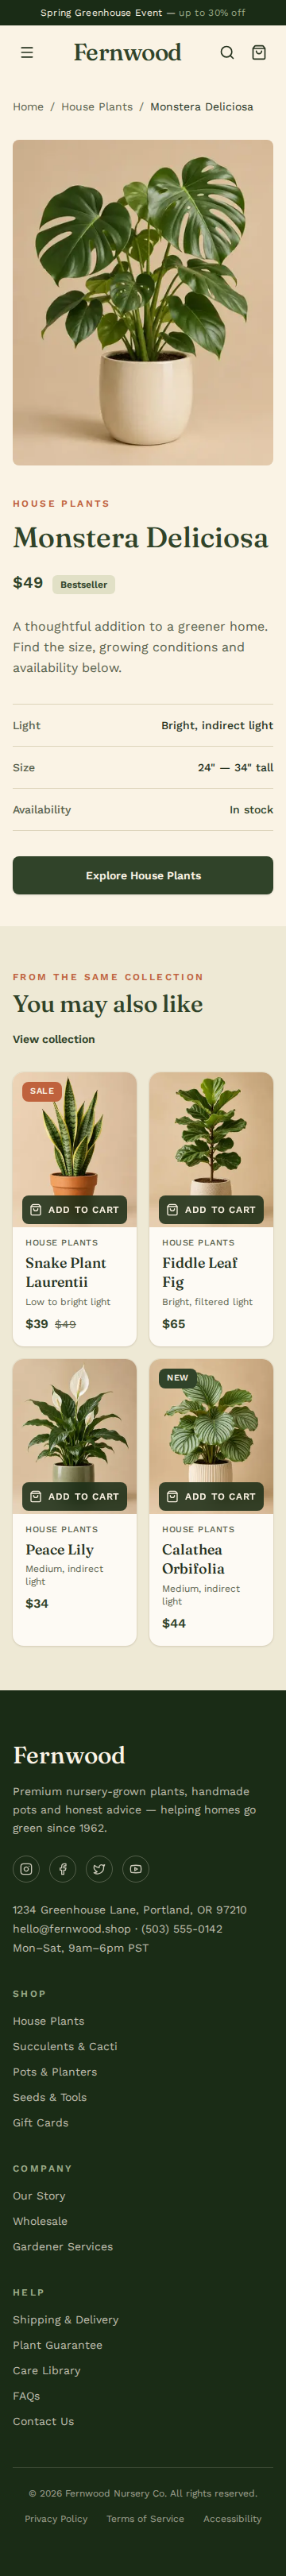 Spring Greenhouse Event — up to 30% off
Fernwood
Home / House Plants / Monstera Deliciosa
HOUSE PLANTS
Monstera Deliciosa
$49 Bestseller
A thoughtful addition to a greener home.
Find the size, growing conditions and
availability below.
Light Bright, indirect light
Size 24" — 34" tall
Availability In stock
Explore House Plants
FROM THE SAME COLLECTION
You may also like
View collection
SALE
ADD TO CART
HOUSE PLANTS
Snake Plant
Laurentii
Low to bright light
$39 $49
ADD TO CART
HOUSE PLANTS
Fiddle Leaf
Fig
Bright, filtered light
$65
ADD TO CART
HOUSE PLANTS
Peace Lily
Medium, indirect
light
$34
NEW
ADD TO CART
HOUSE PLANTS
Calathea
Orbifolia
Medium, indirect
light
$44
Fernwood
Premium nursery-grown plants, handmade
pots and honest advice — helping homes go
green since 1962.
1234 Greenhouse Lane, Portland, OR 97210
hello@fernwood.shop · (503) 555-0142
Mon–Sat, 9am–6pm PST
SHOP
House Plants
Succulents & Cacti
Pots & Planters
Seeds & Tools
Gift Cards
COMPANY
Our Story
Wholesale
Gardener Services
HELP
Shipping & Delivery
Plant Guarantee
Care Library
FAQs
Contact Us
© 2026 Fernwood Nursery Co. All rights reserved.
Privacy Policy Terms of Service Accessibility